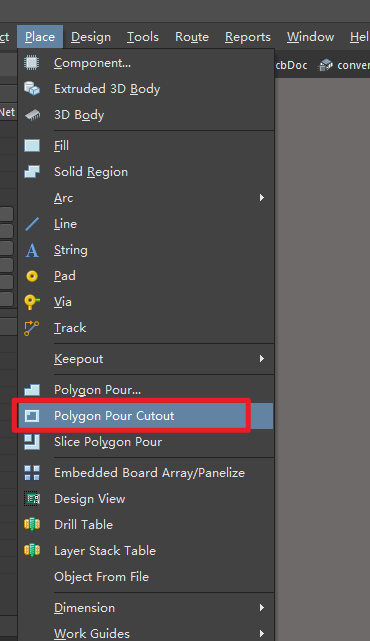 ct Place Design Tools Route Reports Window Hel
Component... cbDoc conver
Extruded 3D Body
Net 3D Body
Fill
Solid Region
Arc
Line
A String
Pad
Via
Track
Keepout
Polygon Pour...
Polygon Pour Cutout
Slice Polygon Pour
Embedded Board Array/Panelize
Design View
Drill Table
Layer Stack Table
Object From File
Dimension
Work Guides